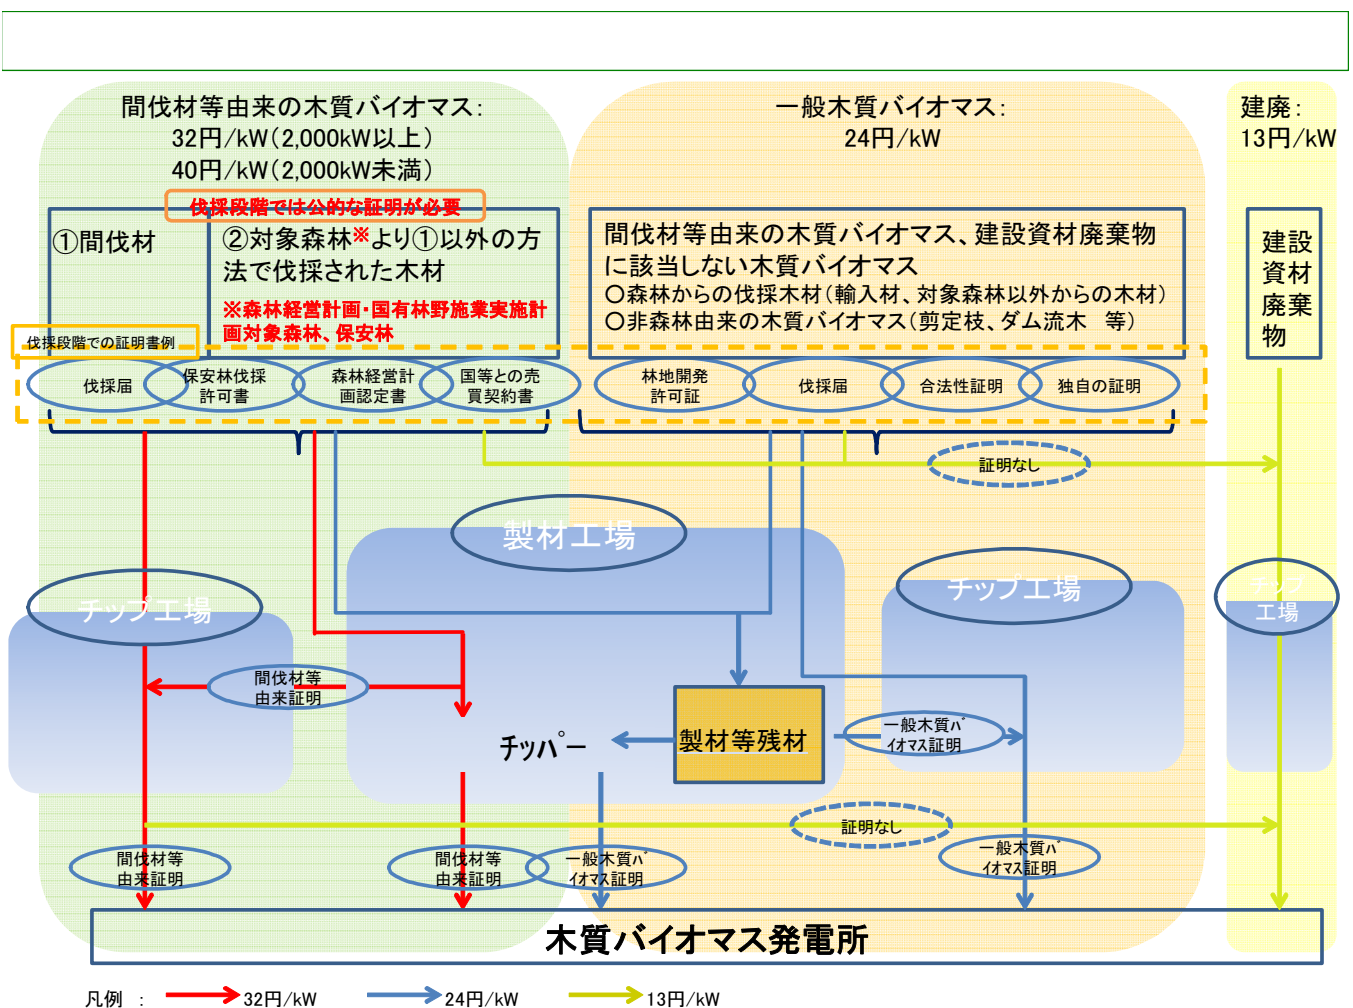 間伐材等由来の木質バイオマス：
32円/kW（2,000kW以上）
40円/kW（2,000kW未満）
一般木質バイオマス：
24円/kW
建廃：
13円/kW
伐採段階では公的な証明が必要
①間伐材
②対象森林※より①以外の方
法で伐採された木材
※森林経営計画・国有林野施業実施計
画対象森林、保安林
間伐材等由来の木質バイオマス、建設資材廃棄物
に該当しない木質バイオマス
○森林からの伐採木材（輸入材、対象森林以外からの木材）
○非森林由来の木質バイオマス（剪定枝、ダム流木　等）
建設
資材
廃棄
物
伐採段階での証明書例
伐採届
保安林伐採
許可書
森林経営計
画認定書
国等との売
買契約書
林地開発
許可証
伐採届
合法性証明
独自の証明
証明なし
製材工場
チップ工場
チップ工場
チップ
工場
間伐材等
由来証明
チッパー
製材等残材
一般木質バ
イオマス証明
証明なし
間伐材等
由来証明
間伐材等
由来証明
一般木質バ
イオマス証明
一般木質バ
イオマス証明
木質バイオマス発電所
凡例　：
32円/kW
24円/kW
13円/kW